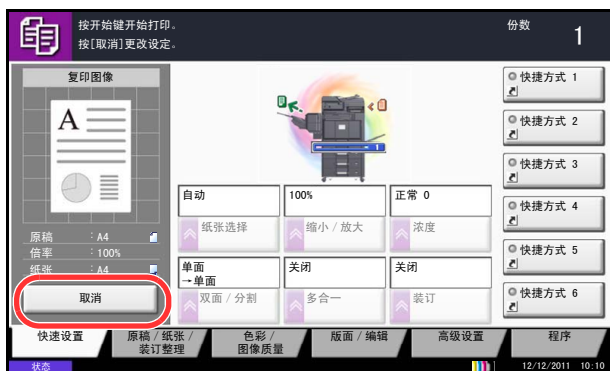 按开始键开始打印。
按[取消]更改设定。
份数
1
复印图像
A
原稿 : A4
倍率 : 100%
纸张 : A4
取消
1
自动
纸张选择
100%
缩小 / 放大
正常 0
浓度
单面
→单面
双面 / 分割
关闭
多合一
关闭
装订
快捷方式 1
快捷方式 2
快捷方式 3
快捷方式 4
快捷方式 5
快捷方式 6
快速设置
原稿 / 纸张 /
装订整理
色彩 /
图像质量
版面 / 编辑
高级设置
程序
状态
12/12/2011 10:10